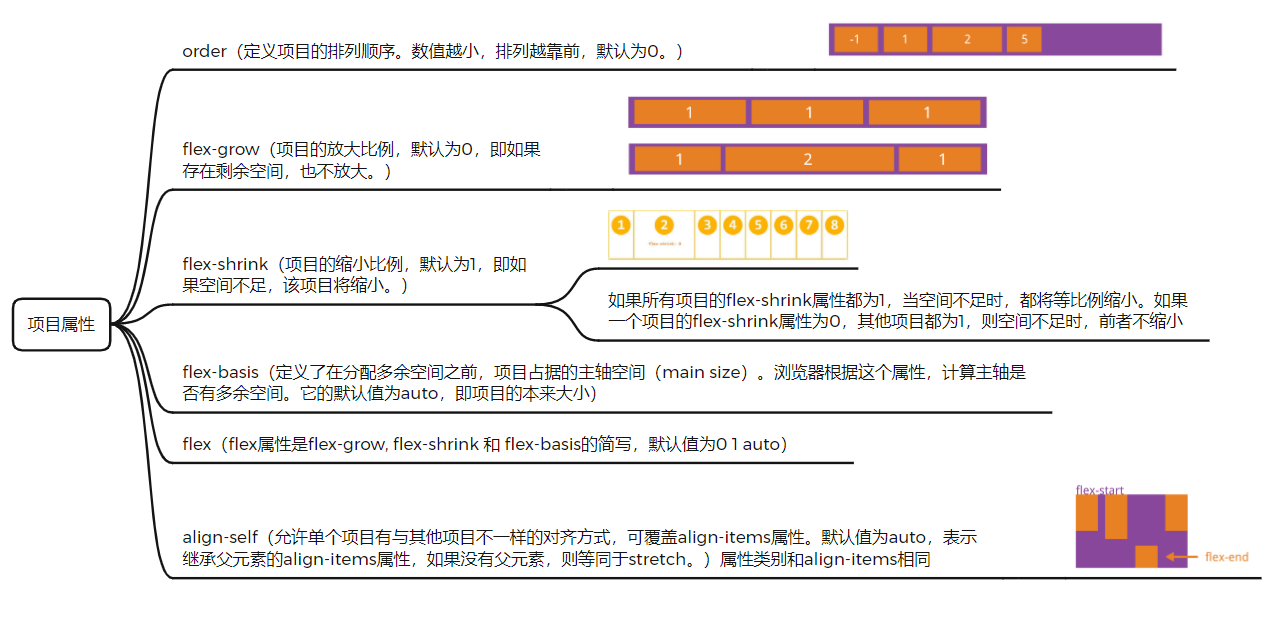 order（定义项目的排列顺序。数值越小，排列越靠前，默认为0。）
-1 1 2 5
1 1 1
flex-grow（项目的放大比例，默认为0，即如果
存在剩余空间，也不放大。）
1 2 1
1 2 3 4 5 6 7 8
flex-shrink: 0
flex-shrink（项目的缩小比例，默认为1，即如
果空间不足，该项目将缩小。）
如果所有项目的flex-shrink属性都为1，当空间不足时，都将等比例缩小。如果
一个项目的flex-shrink属性为0，其他项目都为1，则空间不足时，前者不缩小
项目属性
flex-basis（定义了在分配多余空间之前，项目占据的主轴空间（main size）。浏览器根据这个属性，计算主轴是
否有多余空间。它的默认值为auto，即项目的本来大小）
flex（flex属性是flex-grow, flex-shrink 和 flex-basis的简写，默认值为0 1 auto）
flex-start
align-self（允许单个项目有与其他项目不一样的对齐方式，可覆盖align-items属性。默认值为auto，表示
继承父元素的align-items属性，如果没有父元素，则等同于stretch。）属性类别和align-items相同
flex-end